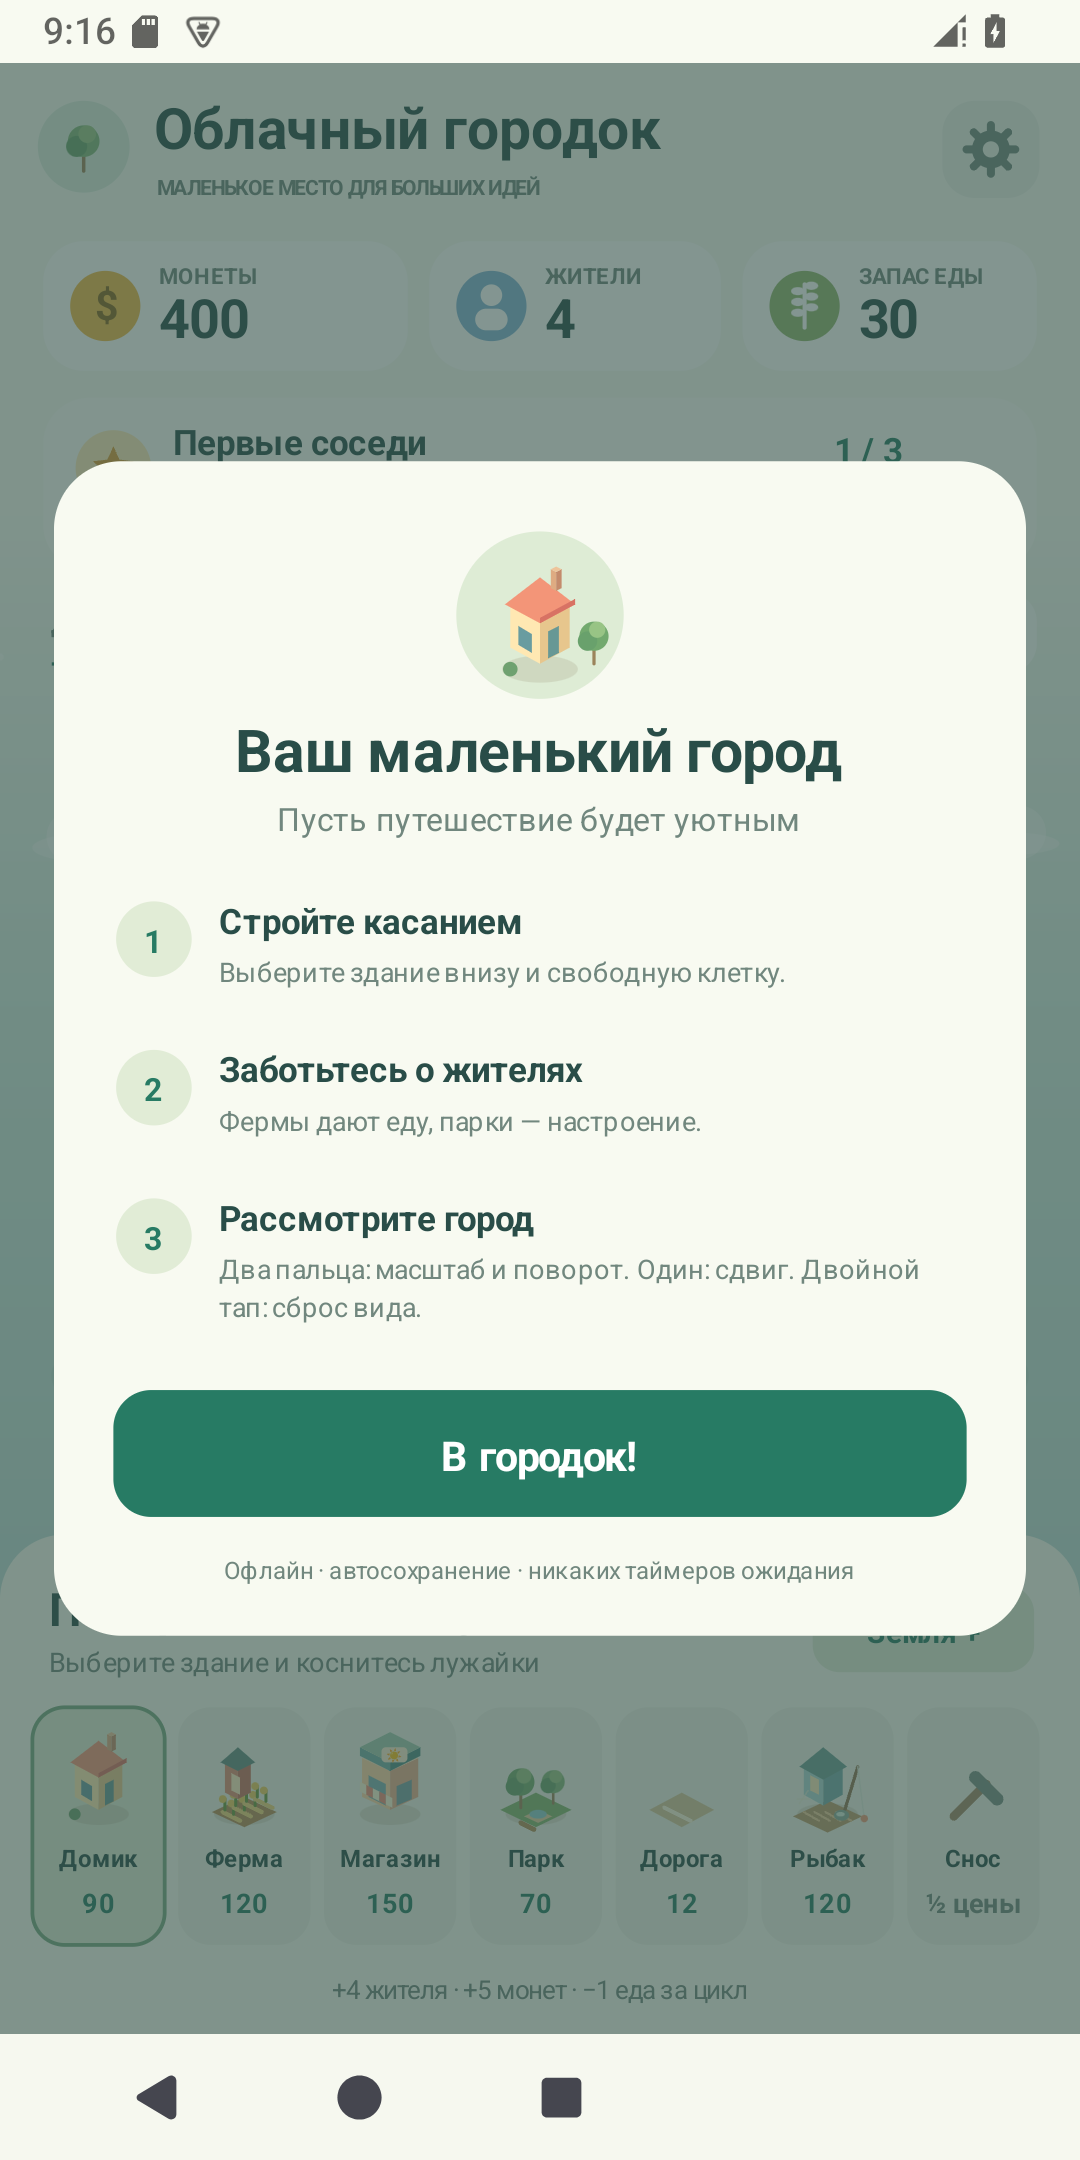 9:16
Облачный городок
МАЛЕНЬКОЕ МЕСТО ДЛЯ БОЛЬШИХ ИДЕЙ
МОНЕТЫ
400
ЖИТЕЛИ
4
ЗАПАС ЕДЫ
30
Первые соседи
1 / 3
Ваш маленький город
Пусть путешествие будет уютным
1
Стройте касанием
Выберите здание внизу и свободную клетку.
2
Заботьтесь о жителях
Фермы дают еду, парки — настроение.
3
Рассмотрите город
Два пальца: масштаб и поворот. Один: сдвиг. Двойной
тап: сброс вида.
В городок!
Офлайн · автосохранение · никаких таймеров ожидания
Земля +
Выберите здание и коснитесь лужайки
Домик
90
Ферма
120
Магазин
150
Парк
70
Дорога
12
Рыбак
120
Снос
½ цены
+4 жителя · +5 монет · −1 еда за цикл